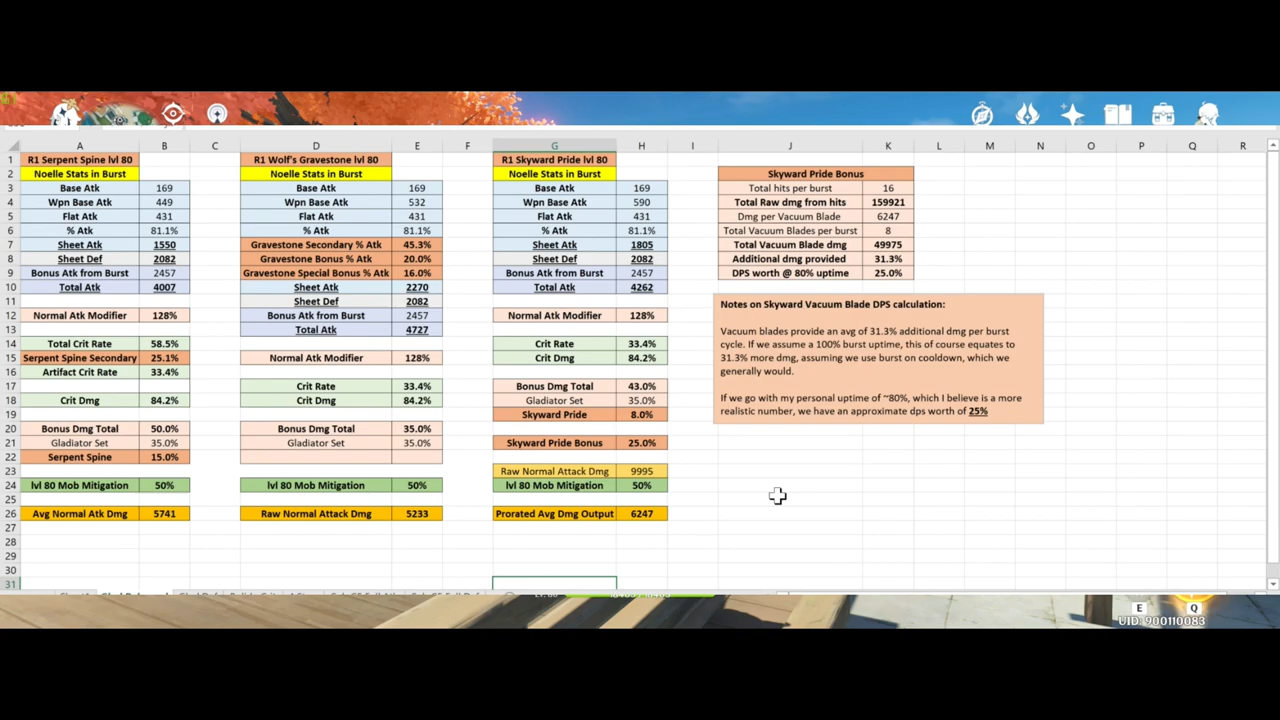 A B C D E F G H I J K L M N O P Q R
1 R1 Serpent Spine lvl 80 R1 Wolf's Gravestone lvl 80 R1 Skyward Pride lvl 80
2 Noelle Stats in Burst Noelle Stats in Burst Noelle Stats in Burst Skyward Pride Bonus
3 Base Atk 169 Base Atk 169 Base Atk 169 Total hits per burst 16
4 Wpn Base Atk 449 Wpn Base Atk 532 Wpn Base Atk 590 Total Raw dmg from hits 159921
5 Flat Atk 431 Flat Atk 431 Flat Atk 431 Dmg per Vacuum Blade 6247
6 % Atk 81.1% % Atk 81.1% % Atk 81.1% Total Vacuum Blades per burst 8
7 Sheet Atk 1550 Gravestone Secondary % Atk 45.3% Sheet Atk 1805 Total Vacuum Blade dmg 49975
8 Sheet Def 2082 Gravestone Bonus % Atk 20.0% Sheet Def 2082 Additional dmg provided 31.3%
9 Bonus Atk from Burst 2457 Gravestone Special Bonus % Atk 16.0% Bonus Atk from Burst 2457 DPS worth @ 80% uptime 25.0%
10 Total Atk 4007 Sheet Atk 2270 Total Atk 4262
11 Sheet Def 2082
12 Normal Atk Modifier 128% Bonus Atk from Burst 2457 Normal Atk Modifier 128%
13 Total Atk 4727
14 Total Crit Rate 58.5% Crit Rate 33.4%
15 Serpent Spine Secondary 25.1% Normal Atk Modifier 128% Crit Dmg 84.2%
16 Artifact Crit Rate 33.4%
17 Crit Rate 33.4% Bonus Dmg Total 43.0%
18 Crit Dmg 84.2% Crit Dmg 84.2% Gladiator Set 35.0%
19 Skyward Pride 8.0%
20 Bonus Dmg Total 50.0% Bonus Dmg Total 35.0%
21 Gladiator Set 35.0% Gladiator Set 35.0% Skyward Pride Bonus 25.0%
22 Serpent Spine 15.0%
23 Raw Normal Attack Dmg 9995
24 lvl 80 Mob Mitigation 50% lvl 80 Mob Mitigation 50% lvl 80 Mob Mitigation 50%
25
26 Avg Normal Atk Dmg 5741 Raw Normal Attack Dmg 5233 Prorated Avg Dmg Output 6247
27
28
29
30
31
Notes on Skyward Vacuum Blade DPS calculation:
Vacuum blades provide an avg of 31.3% additional dmg per burst
cycle. If we assume a 100% burst uptime, this of course equates to
31.3% more dmg, assuming we use burst on cooldown, which we
generally would.
If we go with my personal uptime of ~80%, which I believe is a more
realistic number, we have an approximate dps worth of 25%
E Q
UID: 900110083